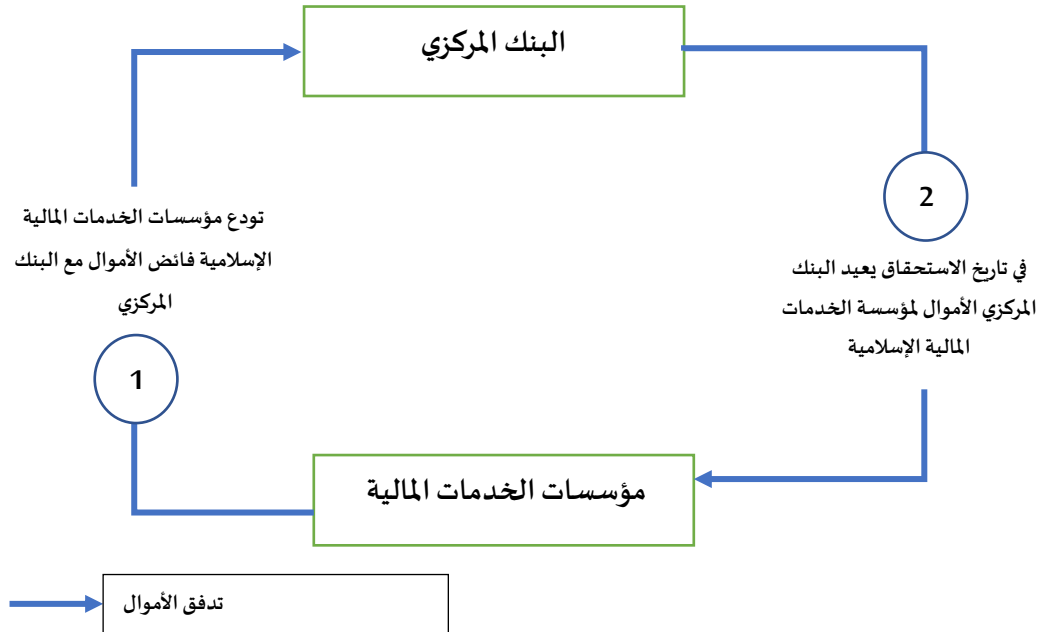 البنك المركزي
2
تودع مؤسسات الخدمات المالية
الإسلامية فائض الأموال مع البنك
المركزي
في تاريخ الاستحقاق يعيد البنك
المركزي الأموال لمؤسسة الخدمات
المالية الإسلامية
1
مؤسسات الخدمات المالية
تدفق الأموال